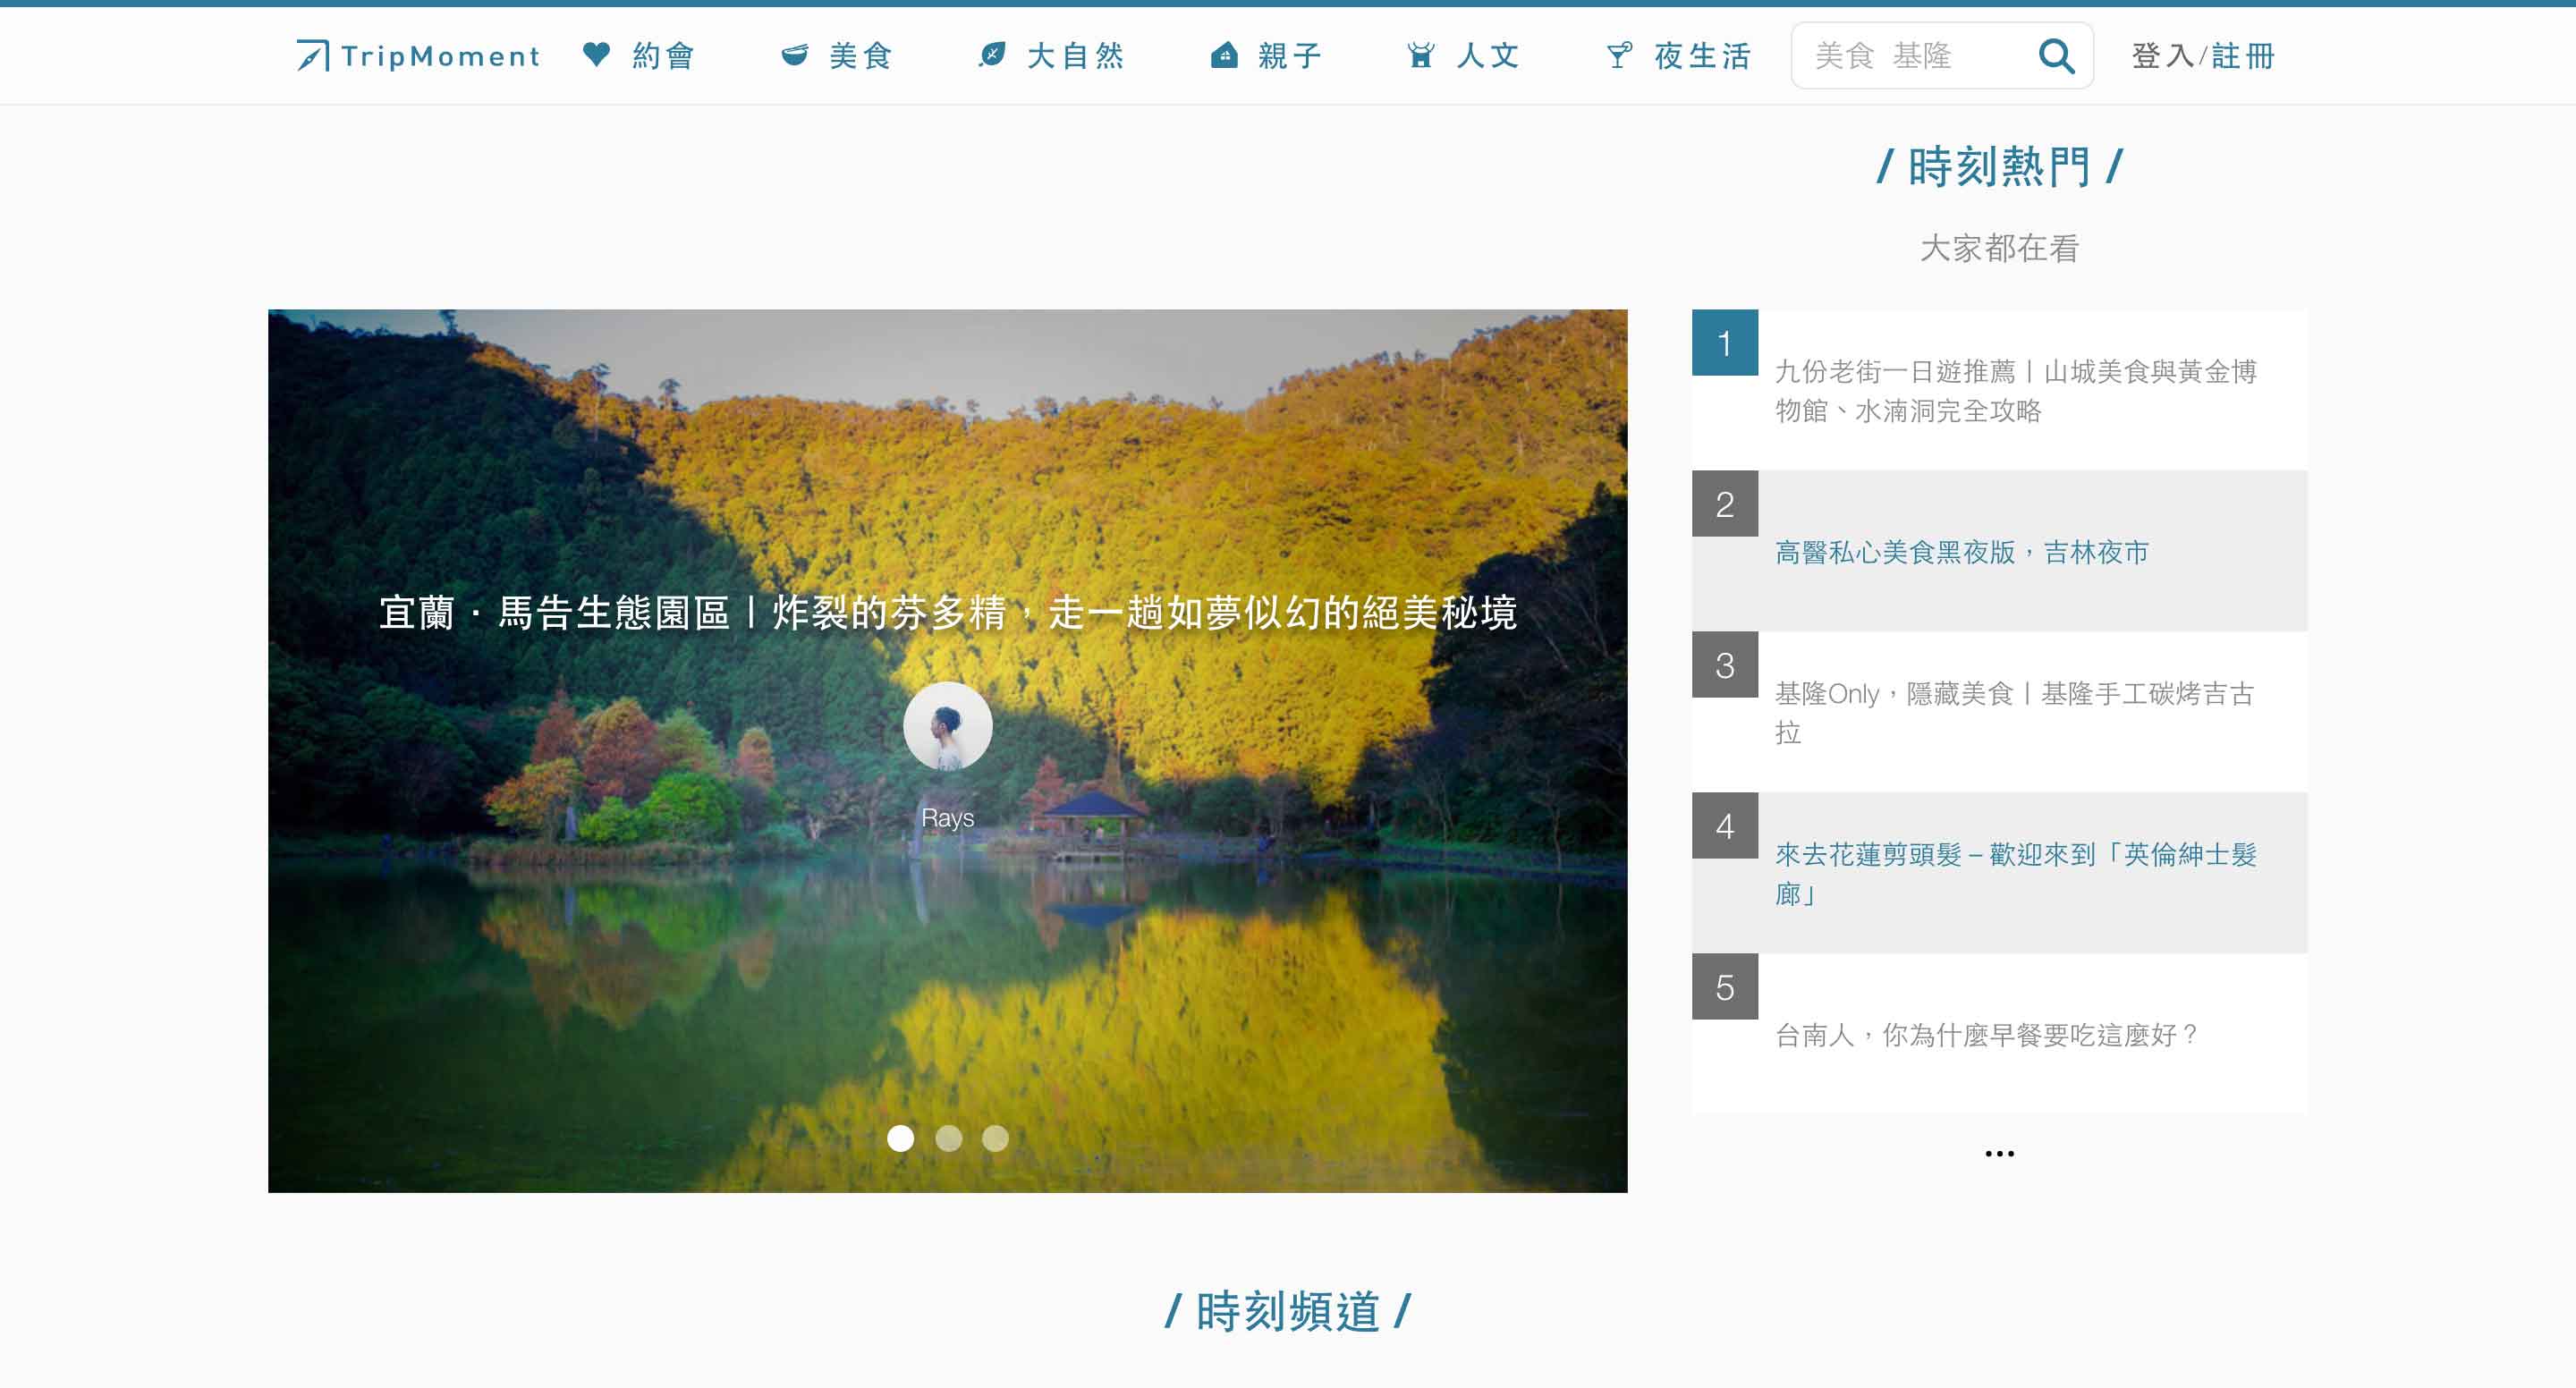 TripMoment 約會 美食 大自然 親子 人文 夜生活 美食 基隆 登入/註冊
/ 時刻熱門 /
大家都在看
宜蘭·馬告生態園區｜炸裂的芬多精，走一趟如夢似幻的絕美秘境
Rays
1
九份老街一日遊推薦｜山城美食與黃金博
物館、水湳洞完全攻略
2
高醫私心美食黑夜版，吉林夜市
3
基隆Only，隱藏美食｜基隆手工碳烤吉古
拉
4
來去花蓮剪頭髮 – 歡迎來到「英倫紳士髮
廊」
5
台南人，你為什麼早餐要吃這麼好？
...
/ 時刻頻道 /